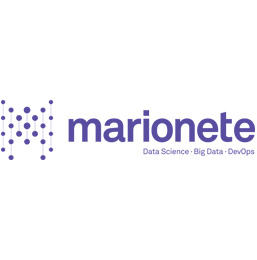 marionete
Data Science · Big Data · DevOps